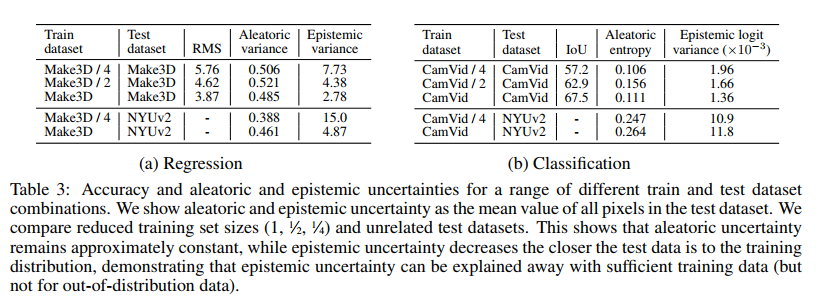 Train dataset | Test dataset | RMS | Aleatoric variance | Epistemic variance
Make3D / 4 | Make3D | 5.76 | 0.506 | 7.73
Make3D / 2 | Make3D | 4.62 | 0.521 | 4.38
Make3D | Make3D | 3.87 | 0.485 | 2.78
Make3D / 4 | NYUv2 | - | 0.388 | 15.0
Make3D | NYUv2 | - | 0.461 | 4.87
(a) Regression
Train dataset | Test dataset | IoU | Aleatoric entropy | Epistemic logit variance (×10⁻³)
CamVid / 4 | CamVid | 57.2 | 0.106 | 1.96
CamVid / 2 | CamVid | 62.9 | 0.156 | 1.66
CamVid | CamVid | 67.5 | 0.111 | 1.36
CamVid / 4 | NYUv2 | - | 0.247 | 10.9
CamVid | NYUv2 | - | 0.264 | 11.8
(b) Classification
Table 3: Accuracy and aleatoric and epistemic uncertainties for a range of different train and test dataset
combinations. We show aleatoric and epistemic uncertainty as the mean value of all pixels in the test dataset. We
compare reduced training set sizes (1, ½, ¼) and unrelated test datasets. This shows that aleatoric uncertainty
remains approximately constant, while epistemic uncertainty decreases the closer the test data is to the training
distribution, demonstrating that epistemic uncertainty can be explained away with sufficient training data (but
not for out-of-distribution data).